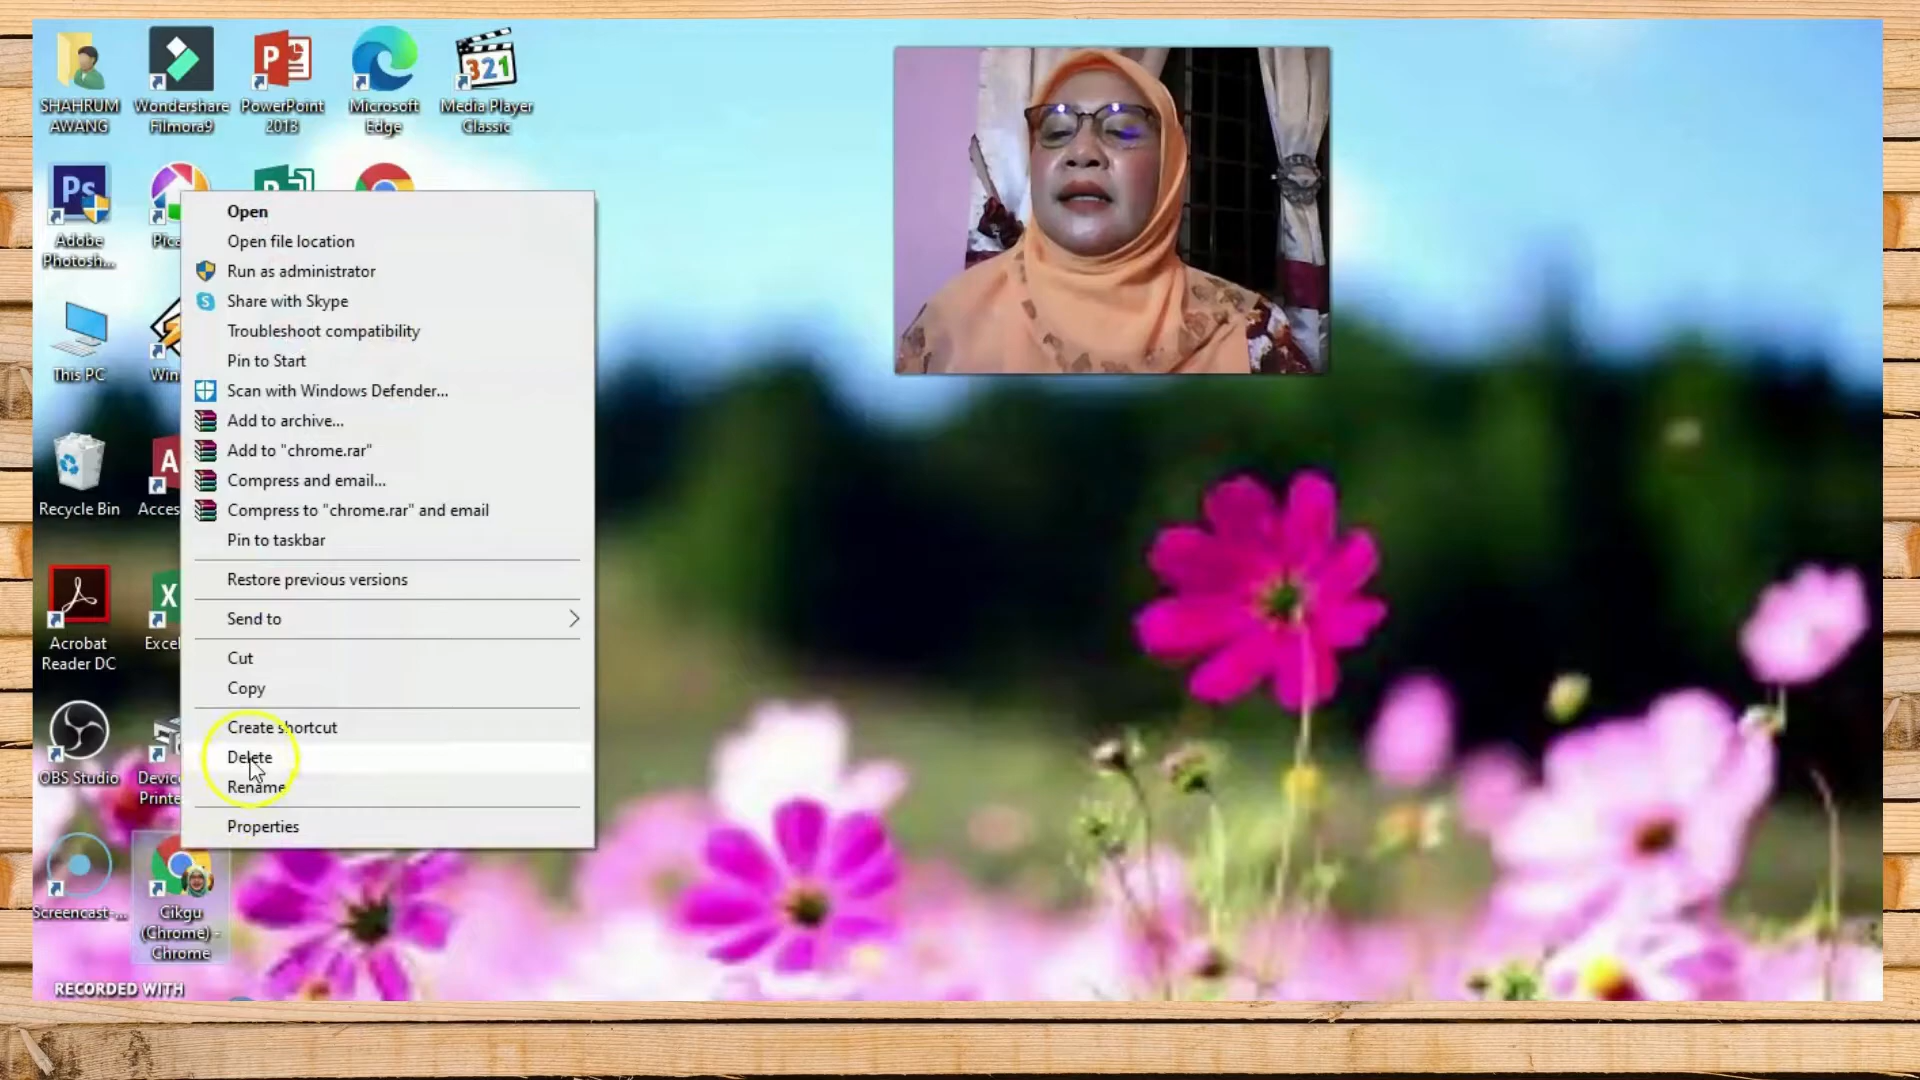 SHAHRUM
AWANG
Wondershare
Filmora9
PowerPoint
2013
Microsoft
Edge
Media Player
Classic
321
Ps
Adobe
Photosh...
Open
Open file location
Run as administrator
Share with Skype
Troubleshoot compatibility
Pin to Start
Scan with Windows Defender...
Add to archive...
Add to "chrome.rar"
Compress and email...
Compress to "chrome.rar" and email
Pin to taskbar
Restore previous versions
Send to
Cut
Copy
Create shortcut
Delete
Rename
Properties
This PC
Recycle Bin
Acrobat
Reader DC
OBS Studio
Screencast-...
Cikgu
(Chrome) -
Chrome
RECORDED WITH